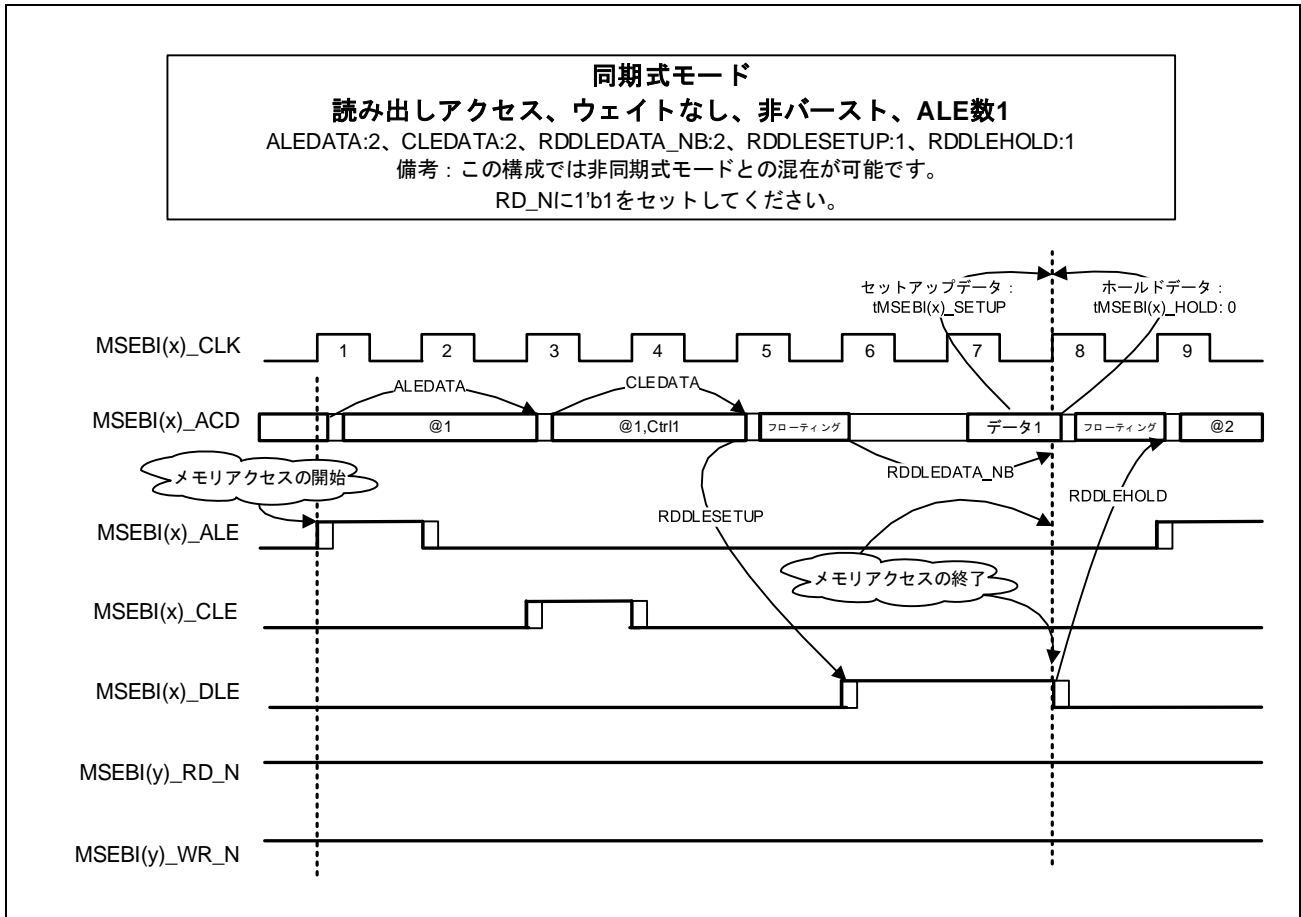 同期式モード
読み出しアクセス、ウェイトなし、非バースト、ALE数1
ALEDATA:2、CLEDATA:2、RDDLEDATA_NB:2、RDDLESETUP:1、RDDLEHOLD:1
備考：この構成では非同期式モードとの混在が可能です。
RD_Nに1'b1をセットしてください。
セットアップデータ：
tMSEBI(x)_SETUP
ホールドデータ：
tMSEBI(x)_HOLD: 0
MSEBI(x)_CLK
1 2 3 4 5 6 7 8 9
ALEDATA
CLEDATA
MSEBI(x)_ACD
@1
@1,Ctrl1
フローティング
データ1
フローティング
@2
メモリアクセスの開始
RDDLEDATA_NB
RDDLEHOLD
RDDLESETUP
MSEBI(x)_ALE
メモリアクセスの終了
MSEBI(x)_CLE
MSEBI(x)_DLE
MSEBI(y)_RD_N
MSEBI(y)_WR_N